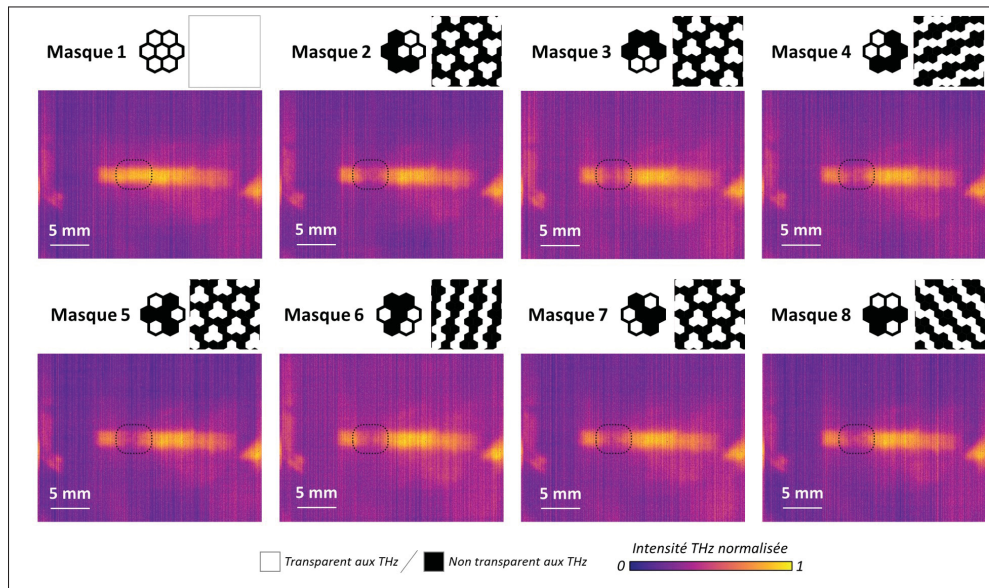 Masque 1
Masque 2
Masque 3
Masque 4
5 mm
5 mm
5 mm
5 mm
Masque 5
Masque 6
Masque 7
Masque 8
5 mm
5 mm
5 mm
5 mm
Transparent aux THz / Non transparent aux THz
Intensité THz normalisée
0 1